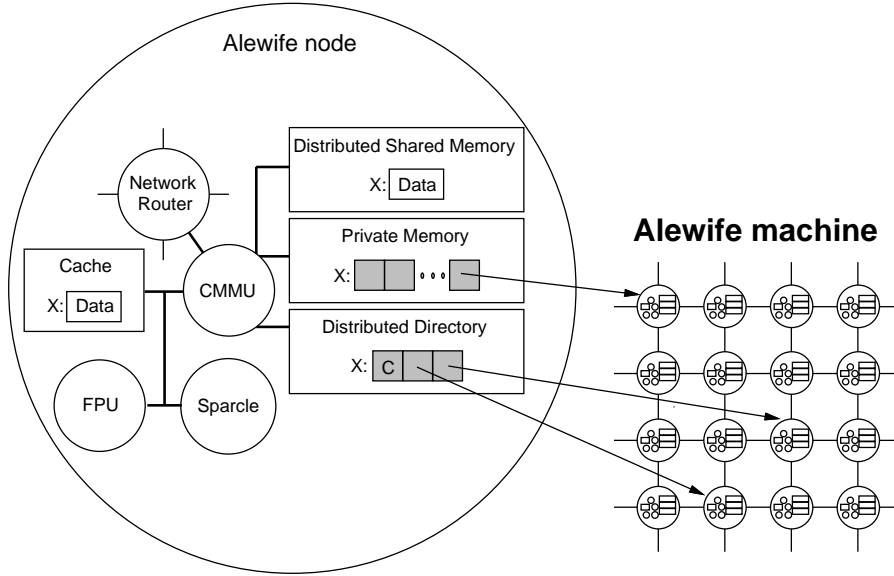 Alewife node
Distributed Shared Memory
X: Data
Network
Router
Private Memory
X:
Cache
X: Data
CMMU
Distributed Directory
X: C
FPU
Sparcle
Alewife machine